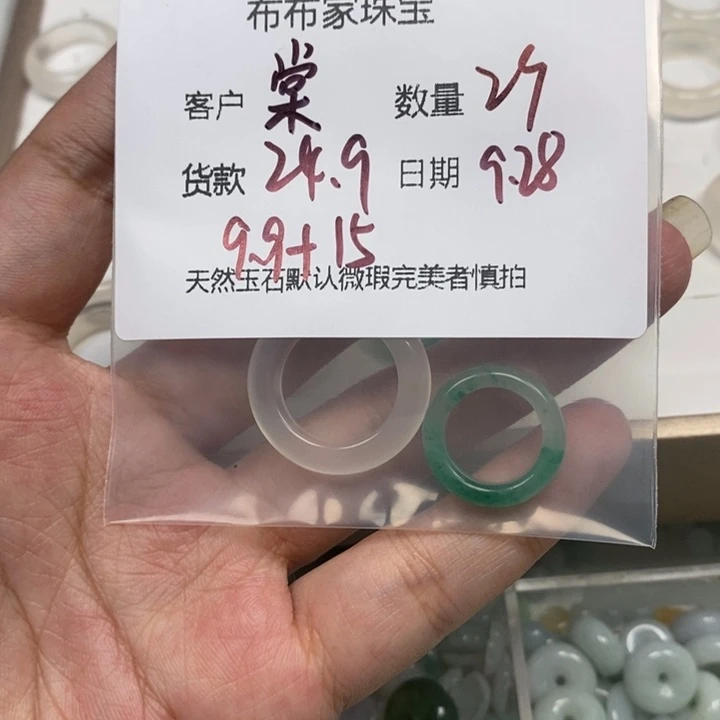 布布家珠宝
客户 棠 数量 2个
货款 24.9 日期 9.28
9.9+15
天然玉石默认微瑕完美者慎拍